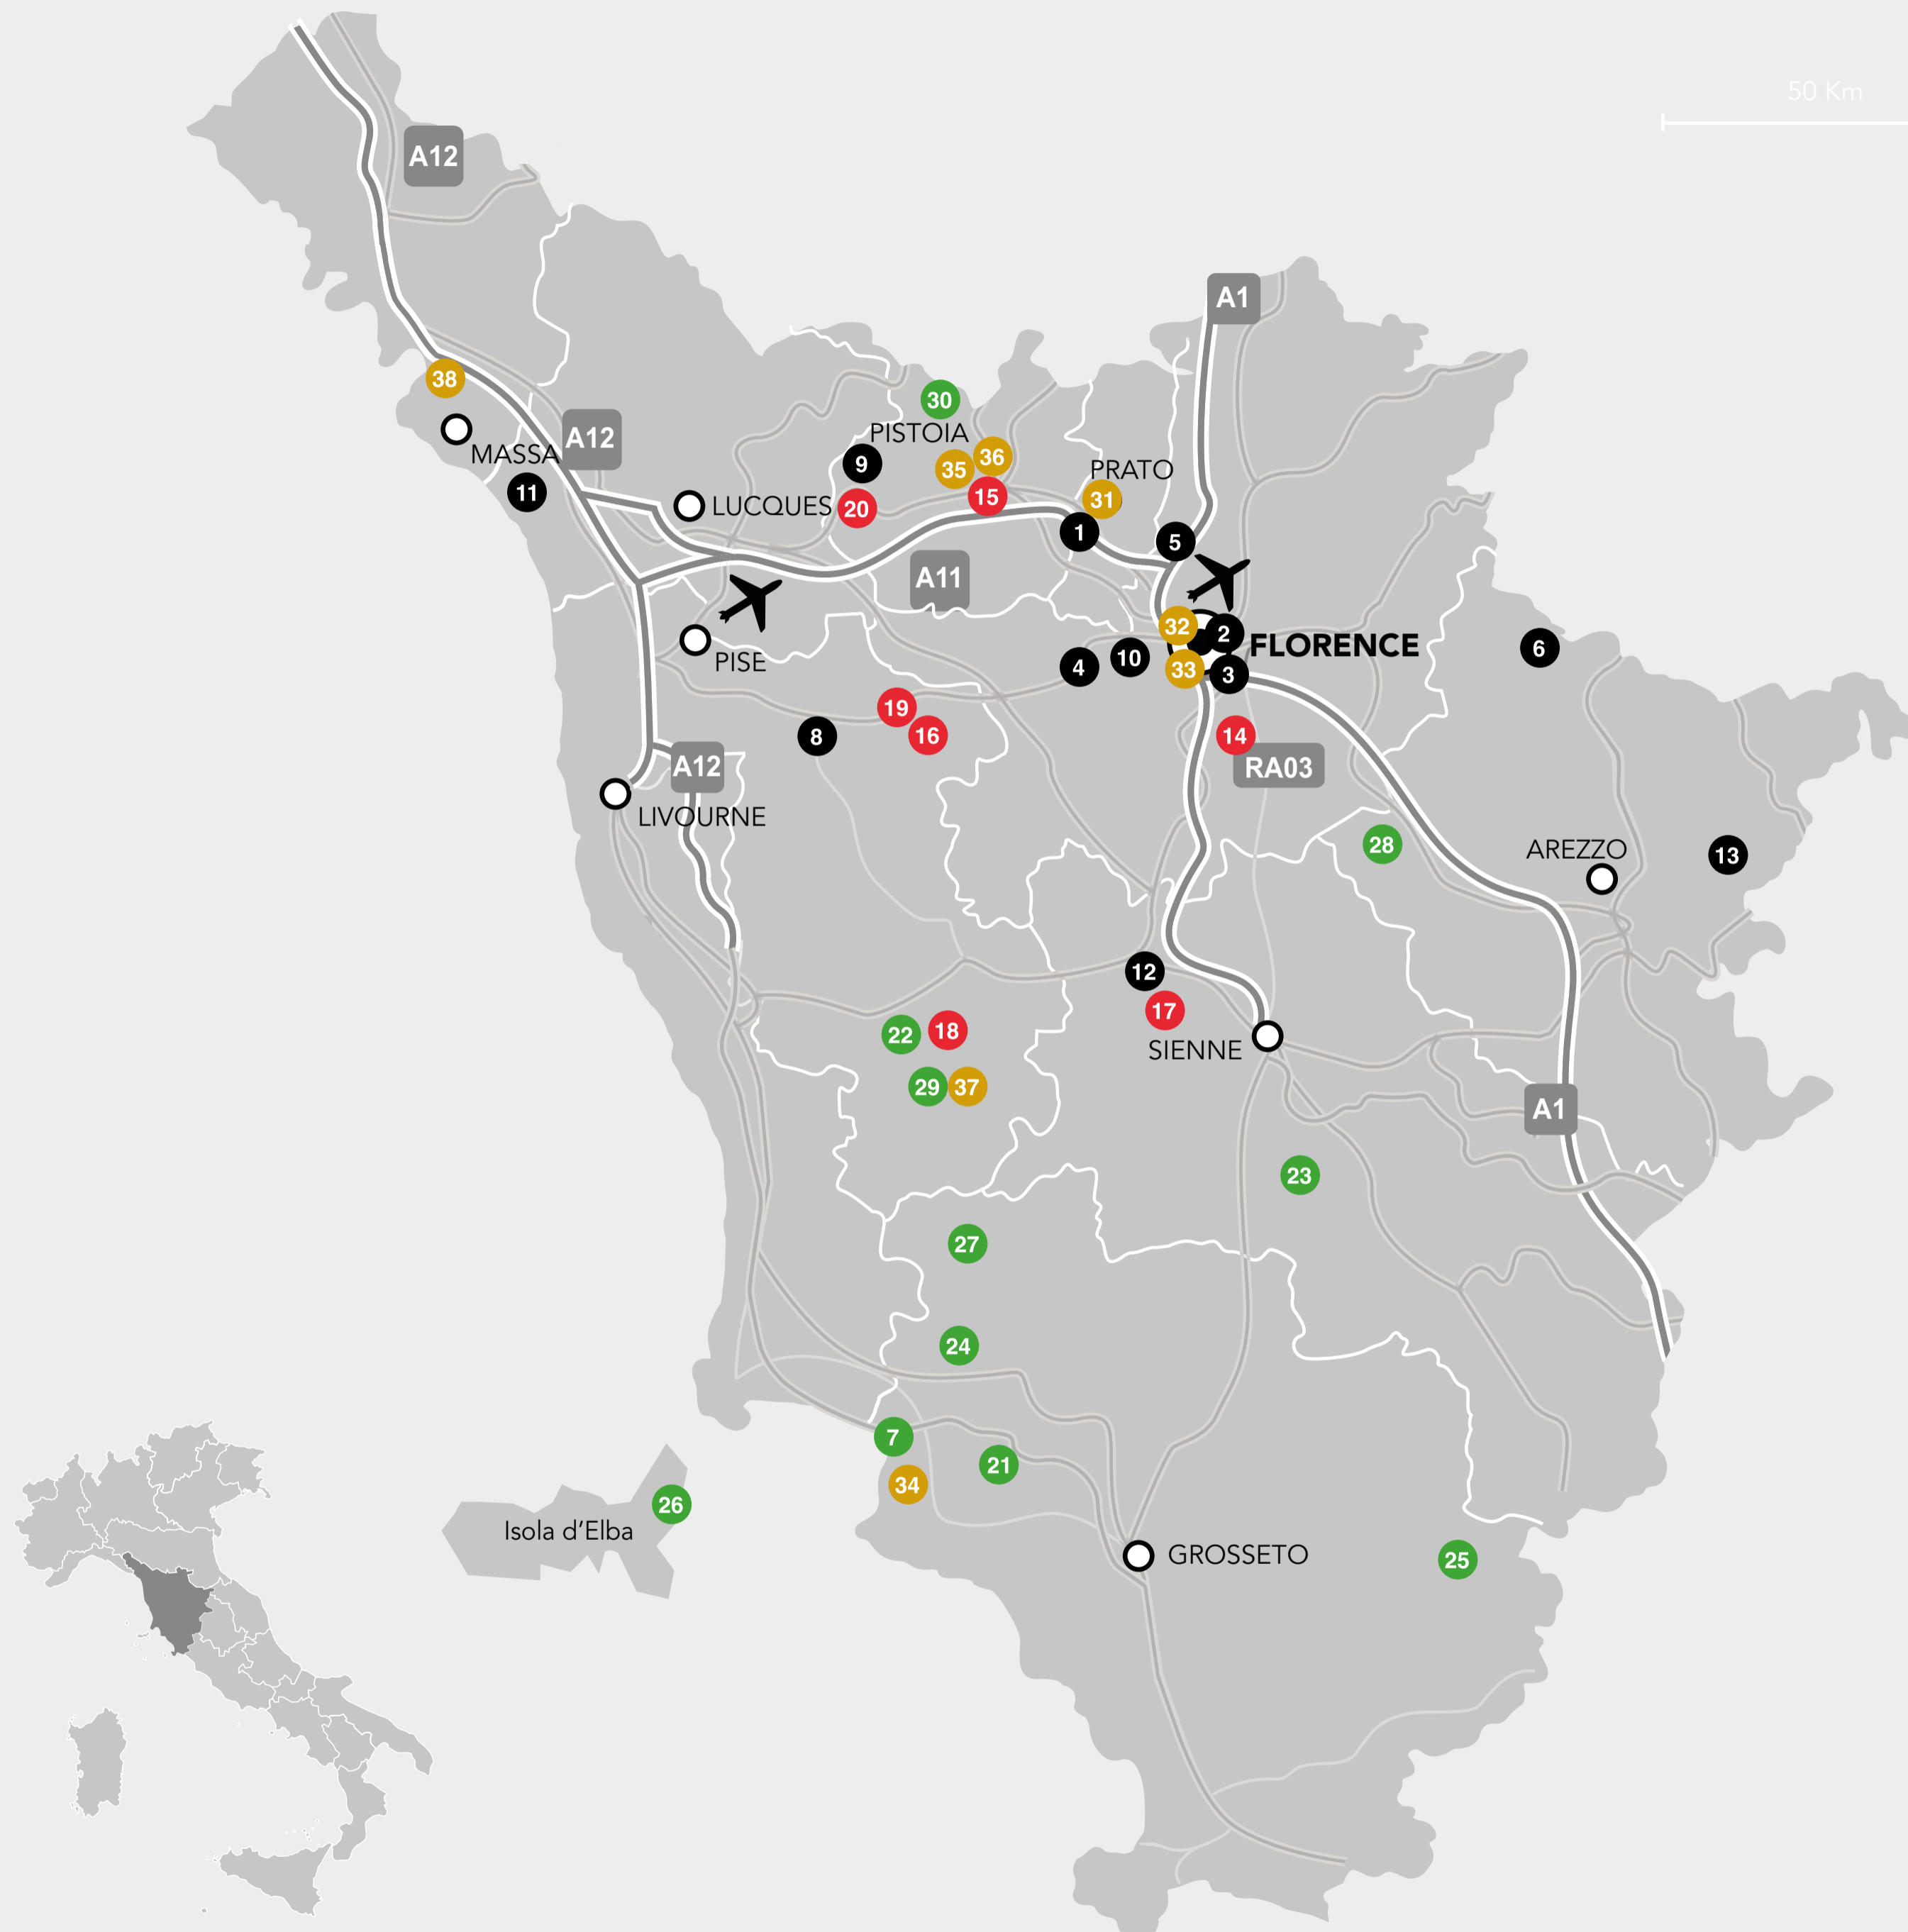 50 Km
A12
A1
38
30
PISTOIA
A12
MASSA
9
35
36
PRATO
11
LUCQUES
20
15
31
1
5
A11
32
2
FLORENCE
6
PISE
4
10
33
3
19
8
16
14
A12
RA03
LIVOURNE
28
AREZZO
13
12
17
22
18
SIENNE
29
37
A1
23
27
24
7
21
34
26
Isola d'Elba
GROSSETO
25